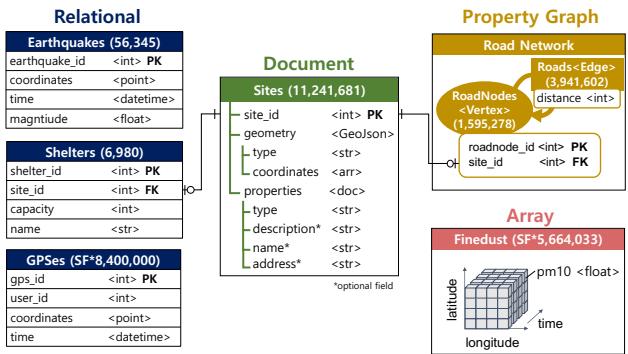 Relational
Earthquakes (56,345)
earthquake_id <int> PK
coordinates <point>
time <datetime>
magntiude <float>
Shelters (6,980)
shelter_id <int> PK
site_id <int> FK
capacity <int>
name <str>
GPSes (SF*8,400,000)
gps_id <int> PK
user_id <int>
coordinates <point>
time <datetime>
Document
Sites (11,241,681)
site_id <int> PK
geometry <GeoJson>
type <str>
coordinates <arr>
properties <doc>
type <str>
description* <str>
name* <str>
address* <str>
*optional field
Property Graph
Road Network
Roads<Edge>
(3,941,602)
distance <int>
RoadNodes
<Vertex>
(1,595,278)
roadnode_id <int> PK
site_id <int> FK
Array
Finedust (SF*5,664,033)
pm10 <float>
latitude
time
longitude